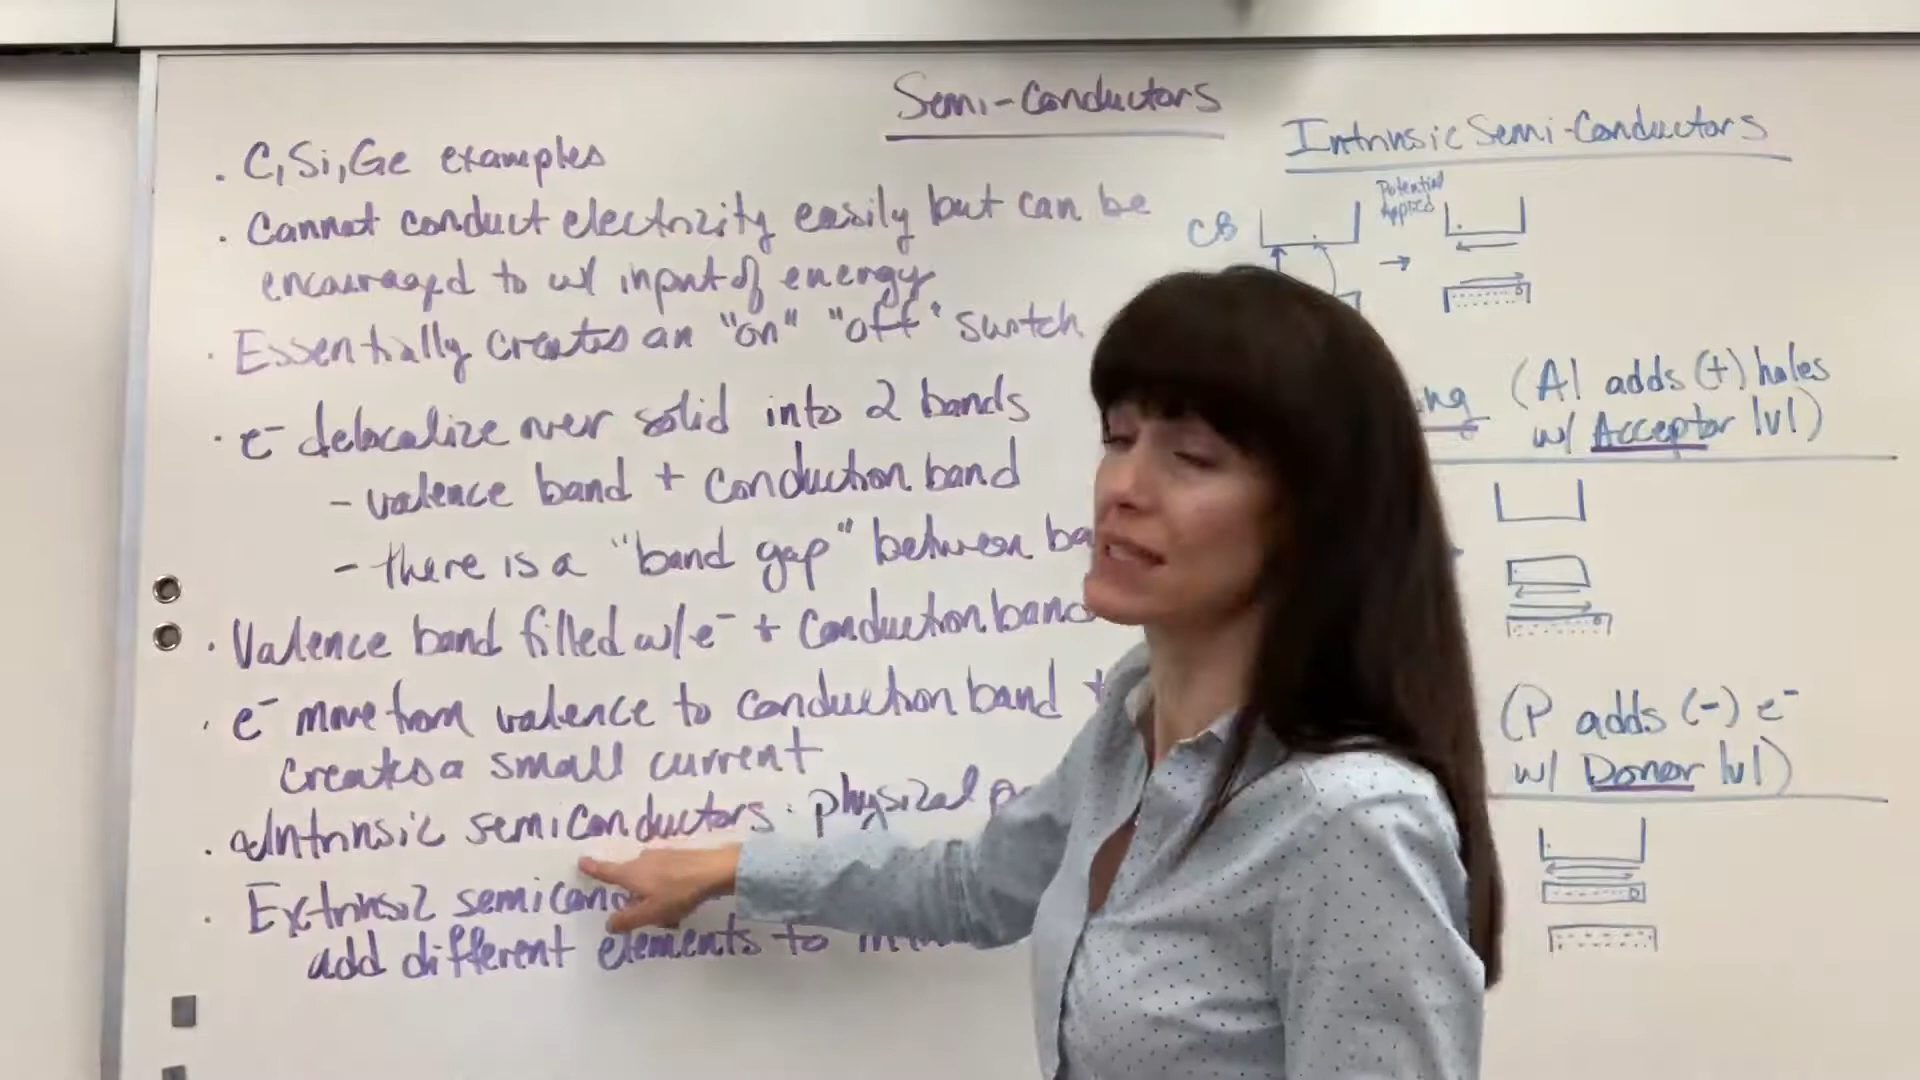 Semi-Conductors
. C, Si, Ge examples
. Cannot conduct electricity easily but can be
encouraged to w/ input of energy
. Essentially creates an "on" "off" switch
. e⁻ delocalize over solid into 2 bands
- valence band + conduction band
- there is a "band gap" between
. Valence band filled w/ e⁻ + conduction band
. e⁻ move from valence to conduction band +
creates a small current
. Intrinsic semiconductors: physical
. Extrinsic
add different elements to
Intrinsic Semi-Conductors
CB
Potential
Applied
(Al adds (+) holes
w/ Acceptor lvl)
(P adds (-) e⁻
w/ Donor lvl)